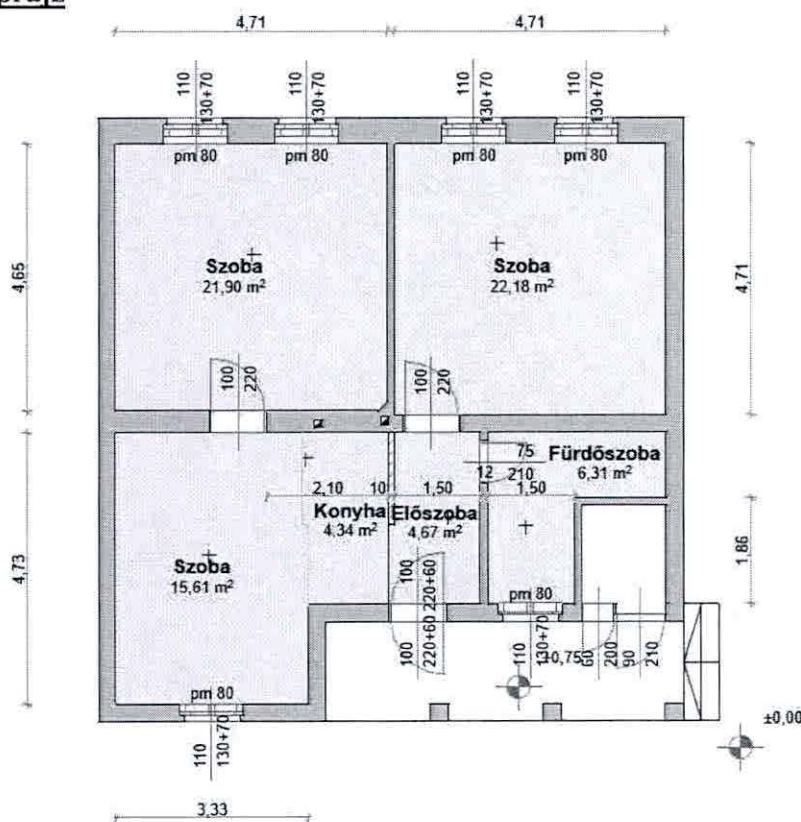 4,71
4,71
110
130+70
110
130+70
110
130+70
110
130+70
pm 80
pm 80
pm 80
pm 80
4,65
4,71
Szoba
21,90 m²
Szoba
22,18 m²
100
220
100
220
75
210
12
Fürdőszoba
6,31 m²
2,10
10
1,50
1,50
Konyha
4,34 m²
Előszoba
4,67 m²
4,73
1,86
Szoba
15,61 m²
100
220+60
pm 80
100
220+60
110
130+70
+0,75
60
200
90
210
pm 80
±0,00
110
130+70
3,33